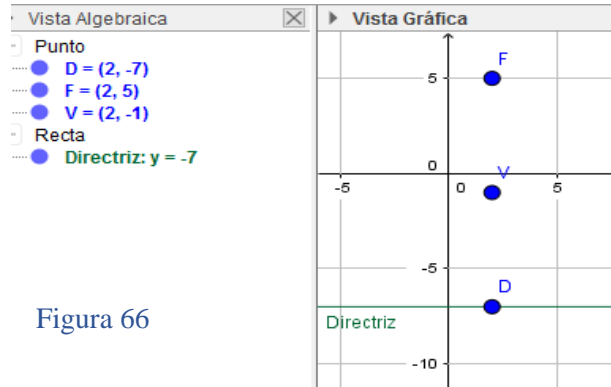 Vista Algebraica
Punto
D = (2, -7)
F = (2, 5)
V = (2, -1)
Recta
Directriz: y = -7
Figura 66
Vista Gráfica
F
5
V
0
-5
0
5
-5
D
Directriz
-10